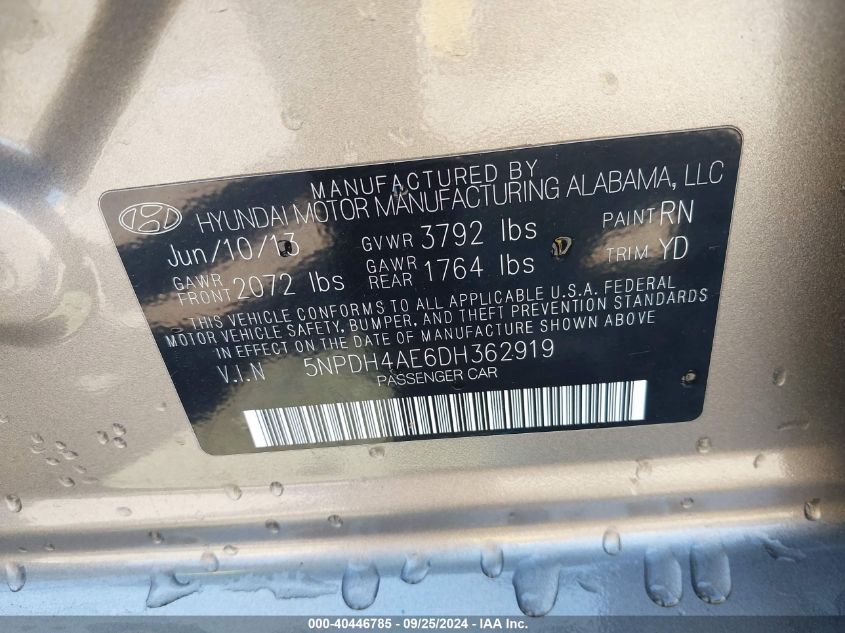 MANUFACTURED BY
HYUNDAI MOTOR MANUFACTURING ALABAMA, LLC
Jun/10/13 GVWR 3792 lbs PAINT RN
GAWR FRONT 2072 lbs GAWR REAR 1764 lbs TRIM YD
THIS VEHICLE CONFORMS TO ALL APPLICABLE U.S.A. FEDERAL
MOTOR VEHICLE SAFETY, BUMPER, AND THEFT PREVENTION STANDARDS
IN EFFECT ON THE DATE OF MANUFACTURE SHOWN ABOVE
V.I.N 5NPDH4AE6DH362919
PASSENGER CAR
000-40446785 - 09/25/2024 - IAA Inc.